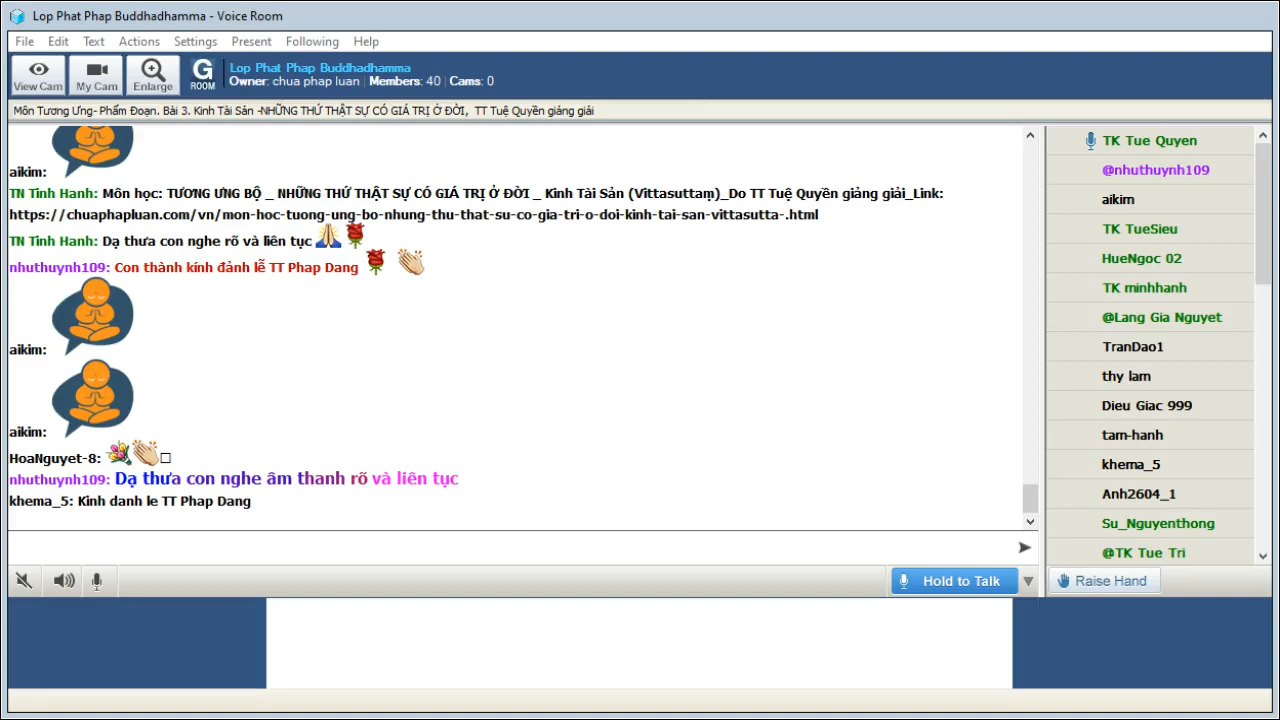 Lop Phat Phap Buddhadhamma - Voice Room
File Edit Text Actions Settings Present Following Help
View Cam My Cam Enlarge G ROOM
Lop Phat Phap Buddhadhamma
Owner: chua phap luan Members: 40 Cams: 0
Môn Tương Ưng- Phẩm Đoạn. Bài 3. Kinh Tài Sản -NHỮNG THỨ THẬT SỰ CÓ GIÁ TRỊ Ở ĐỜI, TT Tuệ Quyền giảng giải
aikim:
TN Tinh Hanh: Môn học: TƯƠNG ƯNG BỘ _ NHỮNG THỨ THẬT SỰ CÓ GIÁ TRỊ Ở ĐỜI _ Kinh Tài Sản (Vittasuttaṃ)_Do TT Tuệ Quyền giảng giải_Link:
https://chuaphapluan.com/vn/mon-hoc-tuong-ung-bo-nhung-thu-that-su-co-gia-tri-o-doi-kinh-tai-san-vittasutta-.html
TN Tinh Hanh: Dạ thưa con nghe rõ và liên tục
nhuthuynh109: Con thành kính đảnh lễ TT Phap Dang
aikim:
aikim:
HoaNguyet-8:
nhuthuynh109: Dạ thưa con nghe âm thanh rõ và liên tục
khema_5: Kinh danh le TT Phap Dang
Hold to Talk
TK Tue Quyen
@nhuthuynh109
aikim
TK TueSieu
HueNgoc 02
TK minhhanh
@Lang Gia Nguyet
TranDao1
thy lam
Dieu Giac 999
tam-hanh
khema_5
Anh2604_1
Su_Nguyenthong
@TK Tue Tri
Raise Hand